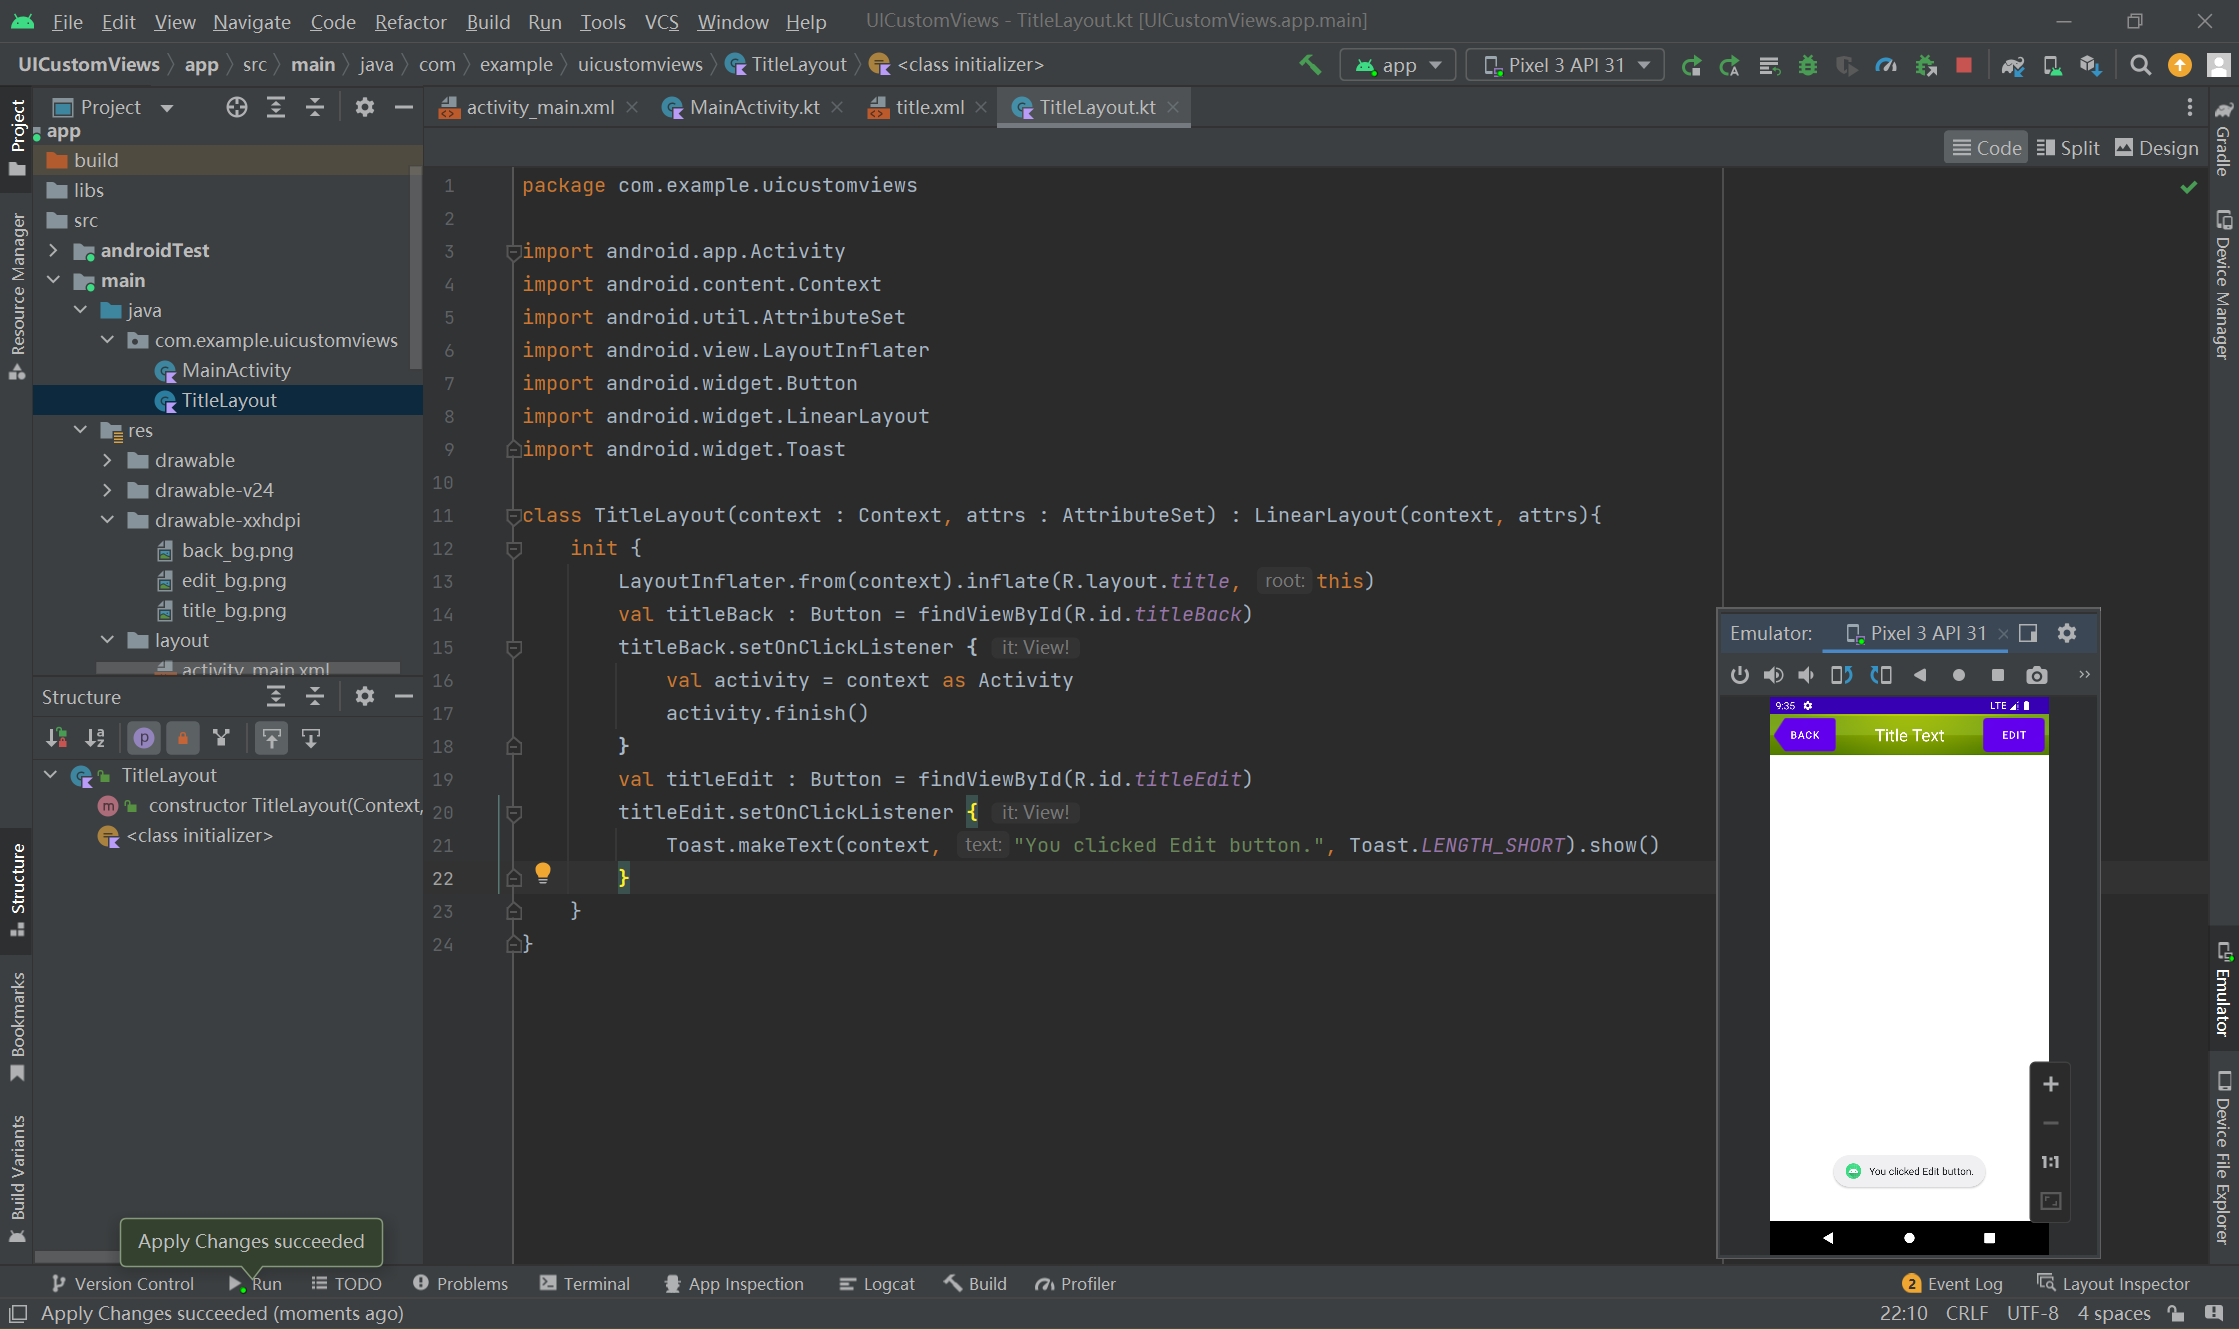 File Edit View Navigate Code Refactor Build Run Tools VCS Window Help UICustomViews - TitleLayout.kt [UICustomViews.app.main]
UICustomViews app src main java com example uicustomviews TitleLayout <class initializer> app Pixel 3 API 31
Project activity_main.xml MainActivity.kt title.xml TitleLayout.kt
Code Split Design
Project
Resource Manager
Structure
Bookmarks
Build Variants
app
build
libs
src
androidTest
main
java
com.example.uicustomviews
MainActivity
TitleLayout
res
drawable
drawable-v24
drawable-xxhdpi
back_bg.png
edit_bg.png
title_bg.png
layout
activity_main.xml
Structure
TitleLayout
constructor TitleLayout(Context,
<class initializer>
1 package com.example.uicustomviews
2
3 import android.app.Activity
4 import android.content.Context
5 import android.util.AttributeSet
6 import android.view.LayoutInflater
7 import android.widget.Button
8 import android.widget.LinearLayout
9 import android.widget.Toast
10
11 class TitleLayout(context : Context, attrs : AttributeSet) : LinearLayout(context, attrs){
12 init {
13 LayoutInflater.from(context).inflate(R.layout.title, root: this)
14 val titleBack : Button = findViewById(R.id.titleBack)
15 titleBack.setOnClickListener { it: View!
16 val activity = context as Activity
17 activity.finish()
18 }
19 val titleEdit : Button = findViewById(R.id.titleEdit)
20 titleEdit.setOnClickListener { it: View!
21 Toast.makeText(context, text: "You clicked Edit button.", Toast.LENGTH_SHORT).show()
22 }
23 }
24 }
Emulator: Pixel 3 API 31
9:35 LTE
BACK Title Text EDIT
1:1
You clicked Edit button.
Gradle
Device Manager
Emulator
Device File Explorer
Apply Changes succeeded
Version Control Run TODO Problems Terminal App Inspection Logcat Build Profiler 2 Event Log Layout Inspector
Apply Changes succeeded (moments ago) 22:10 CRLF UTF-8 4 spaces